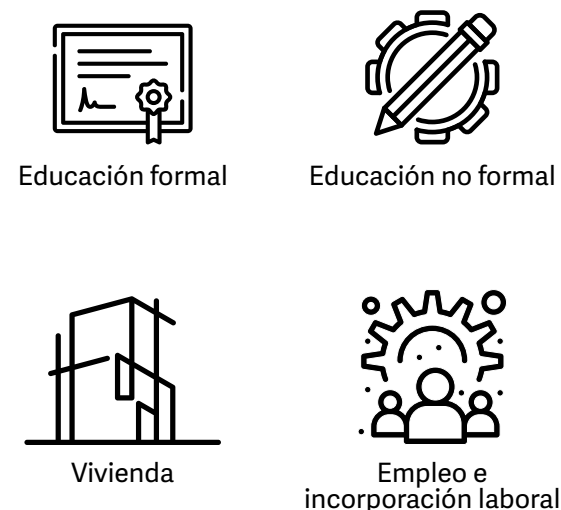 Educación formal
Educación no formal
Vivienda
Empleo e
incorporación laboral